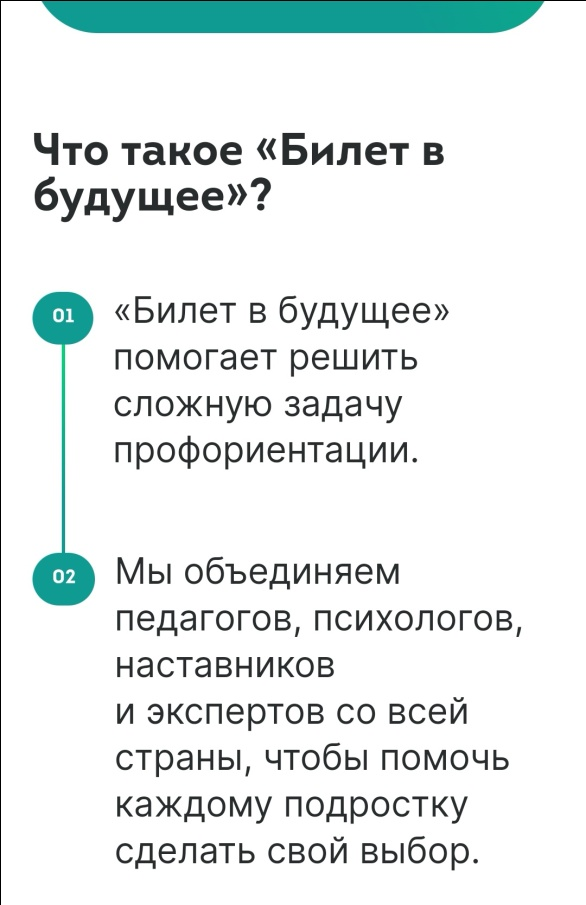 Что такое «Билет в
будущее»?
01
«Билет в будущее»
помогает решить
сложную задачу
профориентации.
02
Мы объединяем
педагогов, психологов,
наставников
и экспертов со всей
страны, чтобы помочь
каждому подростку
сделать свой выбор.